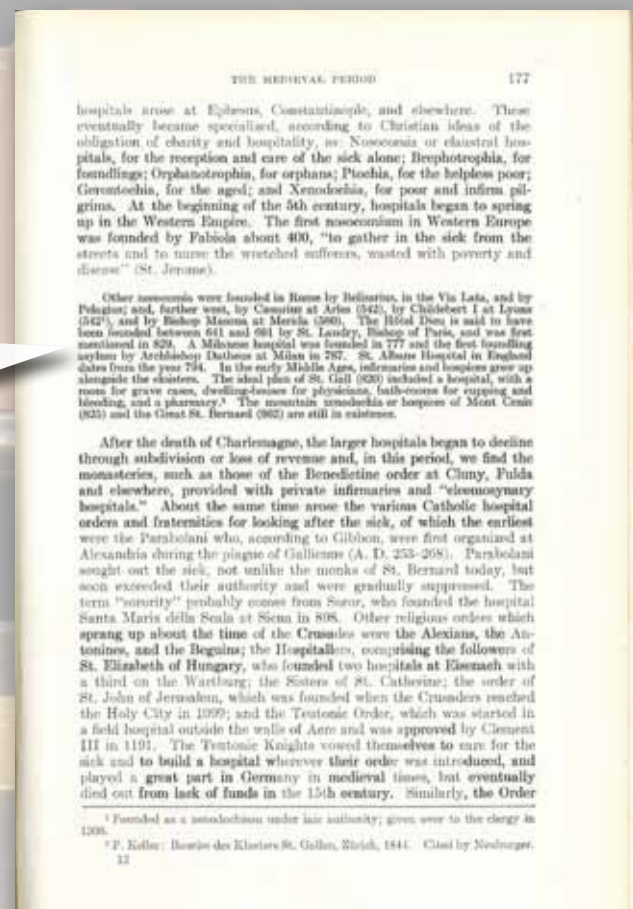 THE MEDIEVAL PERIOD 177
hospitals arose at Ephesus, Constantinople, and elsewhere. These
eventually became specialised, according to Christian ideas of the
obligation of charity and hospitality, as: Nosocomia or claustral hos-
pitals, for the reception and care of the sick alone; Brephotrophia, for
foundlings; Orphanotrophia, for orphans; Ptochia, for the helpless poor;
Gerontochia, for the aged; and Xenodochia, for poor and infirm pil-
grims. At the beginning of the 5th century, hospitals began to spring
up in the Western Empire. The first nosocomium in Western Europe
was founded by Fabiola about 400, "to gather in the sick from the
streets and to nurse the wretched sufferers, wasted with poverty and
disease" (St. Jerome).
Other nosocomia were founded in Rome by Belisarius, in the Via Lata, and by
Pelagius; and, further west, by Cæsarius at Arles (542), by Childebert I at Lyons
(542¹), and by Bishop Masona at Merida (580). The Hôtel Dieu is said to have
been founded between 641 and 691 by St. Landry, Bishop of Paris, and was first
mentioned in 829. A Milanese hospital was founded in 777 and the first foundling
asylum by Archbishop Datheus at Milan in 787. St. Albans Hospital in England
dates from the year 794. In the early Middle Ages, infirmaries and hospices grew up
alongside the cloisters. The ideal plan of St. Gall (820) included a hospital, with a
room for grave cases, dwelling-houses for physicians, bath-rooms for cupping and
bleeding, and a pharmacy.² The mountain xenodochia or hospices of Mont Cenis
(825) and the Great St. Bernard (962) are still in existence.
After the death of Charlemagne, the larger hospitals began to decline
through subdivision or loss of revenue and, in this period, we find the
monasteries, such as those of the Benedictine order at Cluny, Fulda
and elsewhere, provided with private infirmaries and "eleemosynary
hospitals." About the same time arose the various Catholic hospital
orders and fraternities for looking after the sick, of which the earliest
were the Parabolani who, according to Gibbon, were first organized at
Alexandria during the plague of Gallienus (A. D. 253-268). Parabolani
sought out the sick, not unlike the monks of St. Bernard today, but
soon exceeded their authority and were gradually suppressed. The
term "sorority" probably comes from Soror, who founded the hospital
Santa Maria della Scala at Siena in 898. Other religious orders which
sprang up about the time of the Crusades were the Alexians, the An-
tonines, and the Beguins; the Hospitallers, comprising the followers of
St. Elizabeth of Hungary, who founded two hospitals at Eisenach with
a third on the Wartburg; the Sisters of St. Catherine; the order of
St. John of Jerusalem, which was founded when the Crusaders reached
the Holy City in 1099; and the Teutonic Order, which was started in
a field hospital outside the walls of Acre and was approved by Clement
III in 1191. The Teutonic Knights vowed themselves to care for the
sick and to build a hospital wherever their order was introduced, and
played a great part in Germany in medieval times, but eventually
died out from lack of funds in the 15th century. Similarly, the Order
¹ Founded as a xenodochium under lay authority; given over to the clergy in
² F. Keller: Bauriss des Klosters St. Gallen, Zürich, 1844. Cited by Neuburger.
12